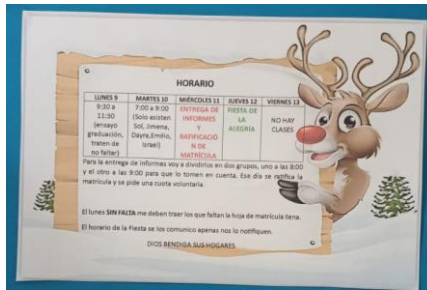 HORARIO
LUNES 9 MARTES 10 MIÉRCOLES 11 JUEVES 12 VIERNES 13
9:30 a 7:00 a 9:00 ENTREGA DE FIESTA DE
11:30 (Solo existen INFORMES LA NO HAY
(ensayo Sol, Jimena, Y ALEGRÍA CLASES
graduación, Dayra,Emilio, RATIFICACIÓ
traten de Israel) N DE
no faltar) MATRÍCULA
Para la entrega de informes voy a dividirlos en dos grupos, uno a las 8:00
y el otro a las 9:00 para que lo tomen en cuenta. Ese día se ratifica la
matrícula y se pide una cuota voluntaria.
El lunes SIN FALTA me deben traer los que faltan la hoja de matrícula llena.
El horario de la Fiesta se los comunico apenas nos lo notifiquen.
DIOS BENDIGA SUS HOGARES